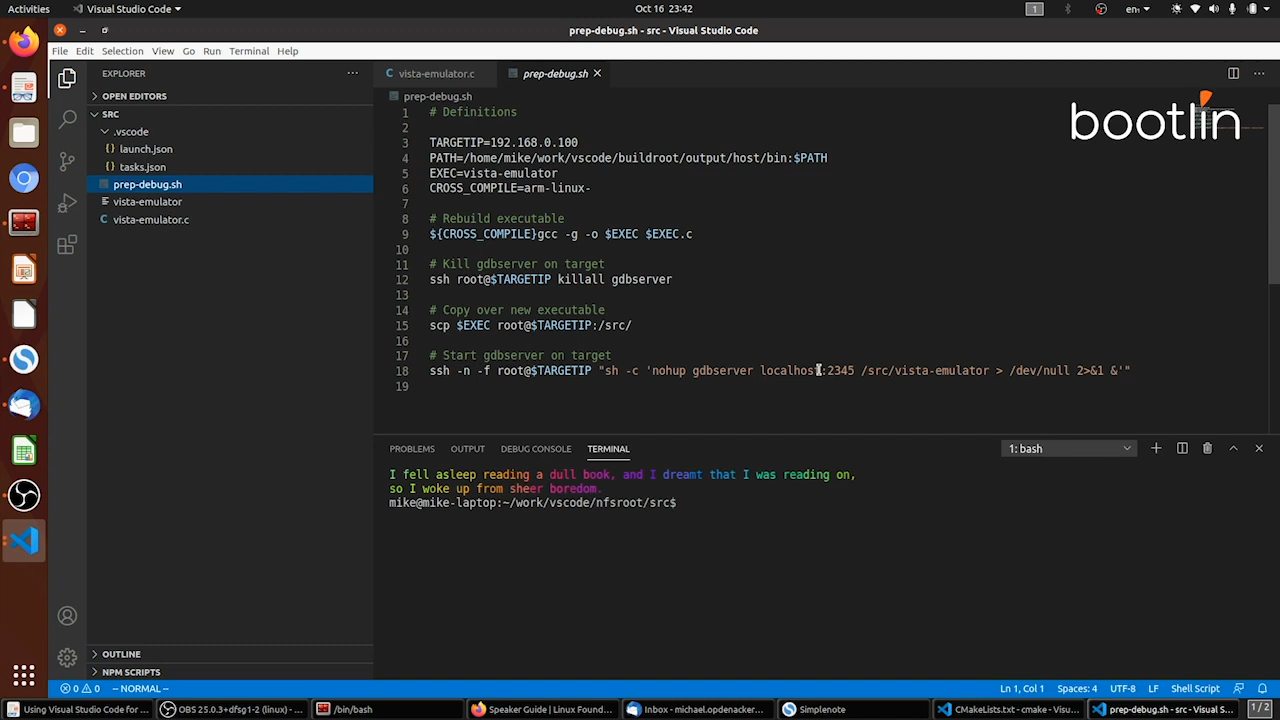 Activities
Visual Studio Code
Oct 16 23:42
1
en
prep-debug.sh - src - Visual Studio Code
File Edit Selection View Go Run Terminal Help
EXPLORER
OPEN EDITORS
SRC
.vscode
launch.json
tasks.json
prep-debug.sh
vista-emulator
vista-emulator.c
OUTLINE
NPM SCRIPTS
vista-emulator.c
prep-debug.sh
prep-debug.sh
bootlin
1 # Definitions
2
3 TARGETIP=192.168.0.100
4 PATH=/home/mike/work/vscode/buildroot/output/host/bin:$PATH
5 EXEC=vista-emulator
6 CROSS_COMPILE=arm-linux-
7
8 # Rebuild executable
9 ${CROSS_COMPILE}gcc -g -o $EXEC $EXEC.c
10
11 # Kill gdbserver on target
12 ssh root@$TARGETIP killall gdbserver
13
14 # Copy over new executable
15 scp $EXEC root@$TARGETIP:/src/
16
17 # Start gdbserver on target
18 ssh -n -f root@$TARGETIP "sh -c 'nohup gdbserver localhost:2345 /src/vista-emulator > /dev/null 2>&1 &'"
19
PROBLEMS OUTPUT DEBUG CONSOLE TERMINAL
1: bash
I fell asleep reading a dull book, and I dreamt that I was reading on,
so I woke up from sheer boredom.
mike@mike-laptop:~/work/vscode/nfsroot/src$
0 0 -- NORMAL --
Ln 1, Col 1 Spaces: 4 UTF-8 LF Shell Script
Using Visual Studio Code for ...
OBS 25.0.3+dfsg1-2 (linux) - ...
/bin/bash
Speaker Guide | Linux Found...
Inbox - michael.opdenacker...
Simplenote
CMakeLists.txt - cmake - Visu...
prep-debug.sh - src - Visual S...
1 / 2